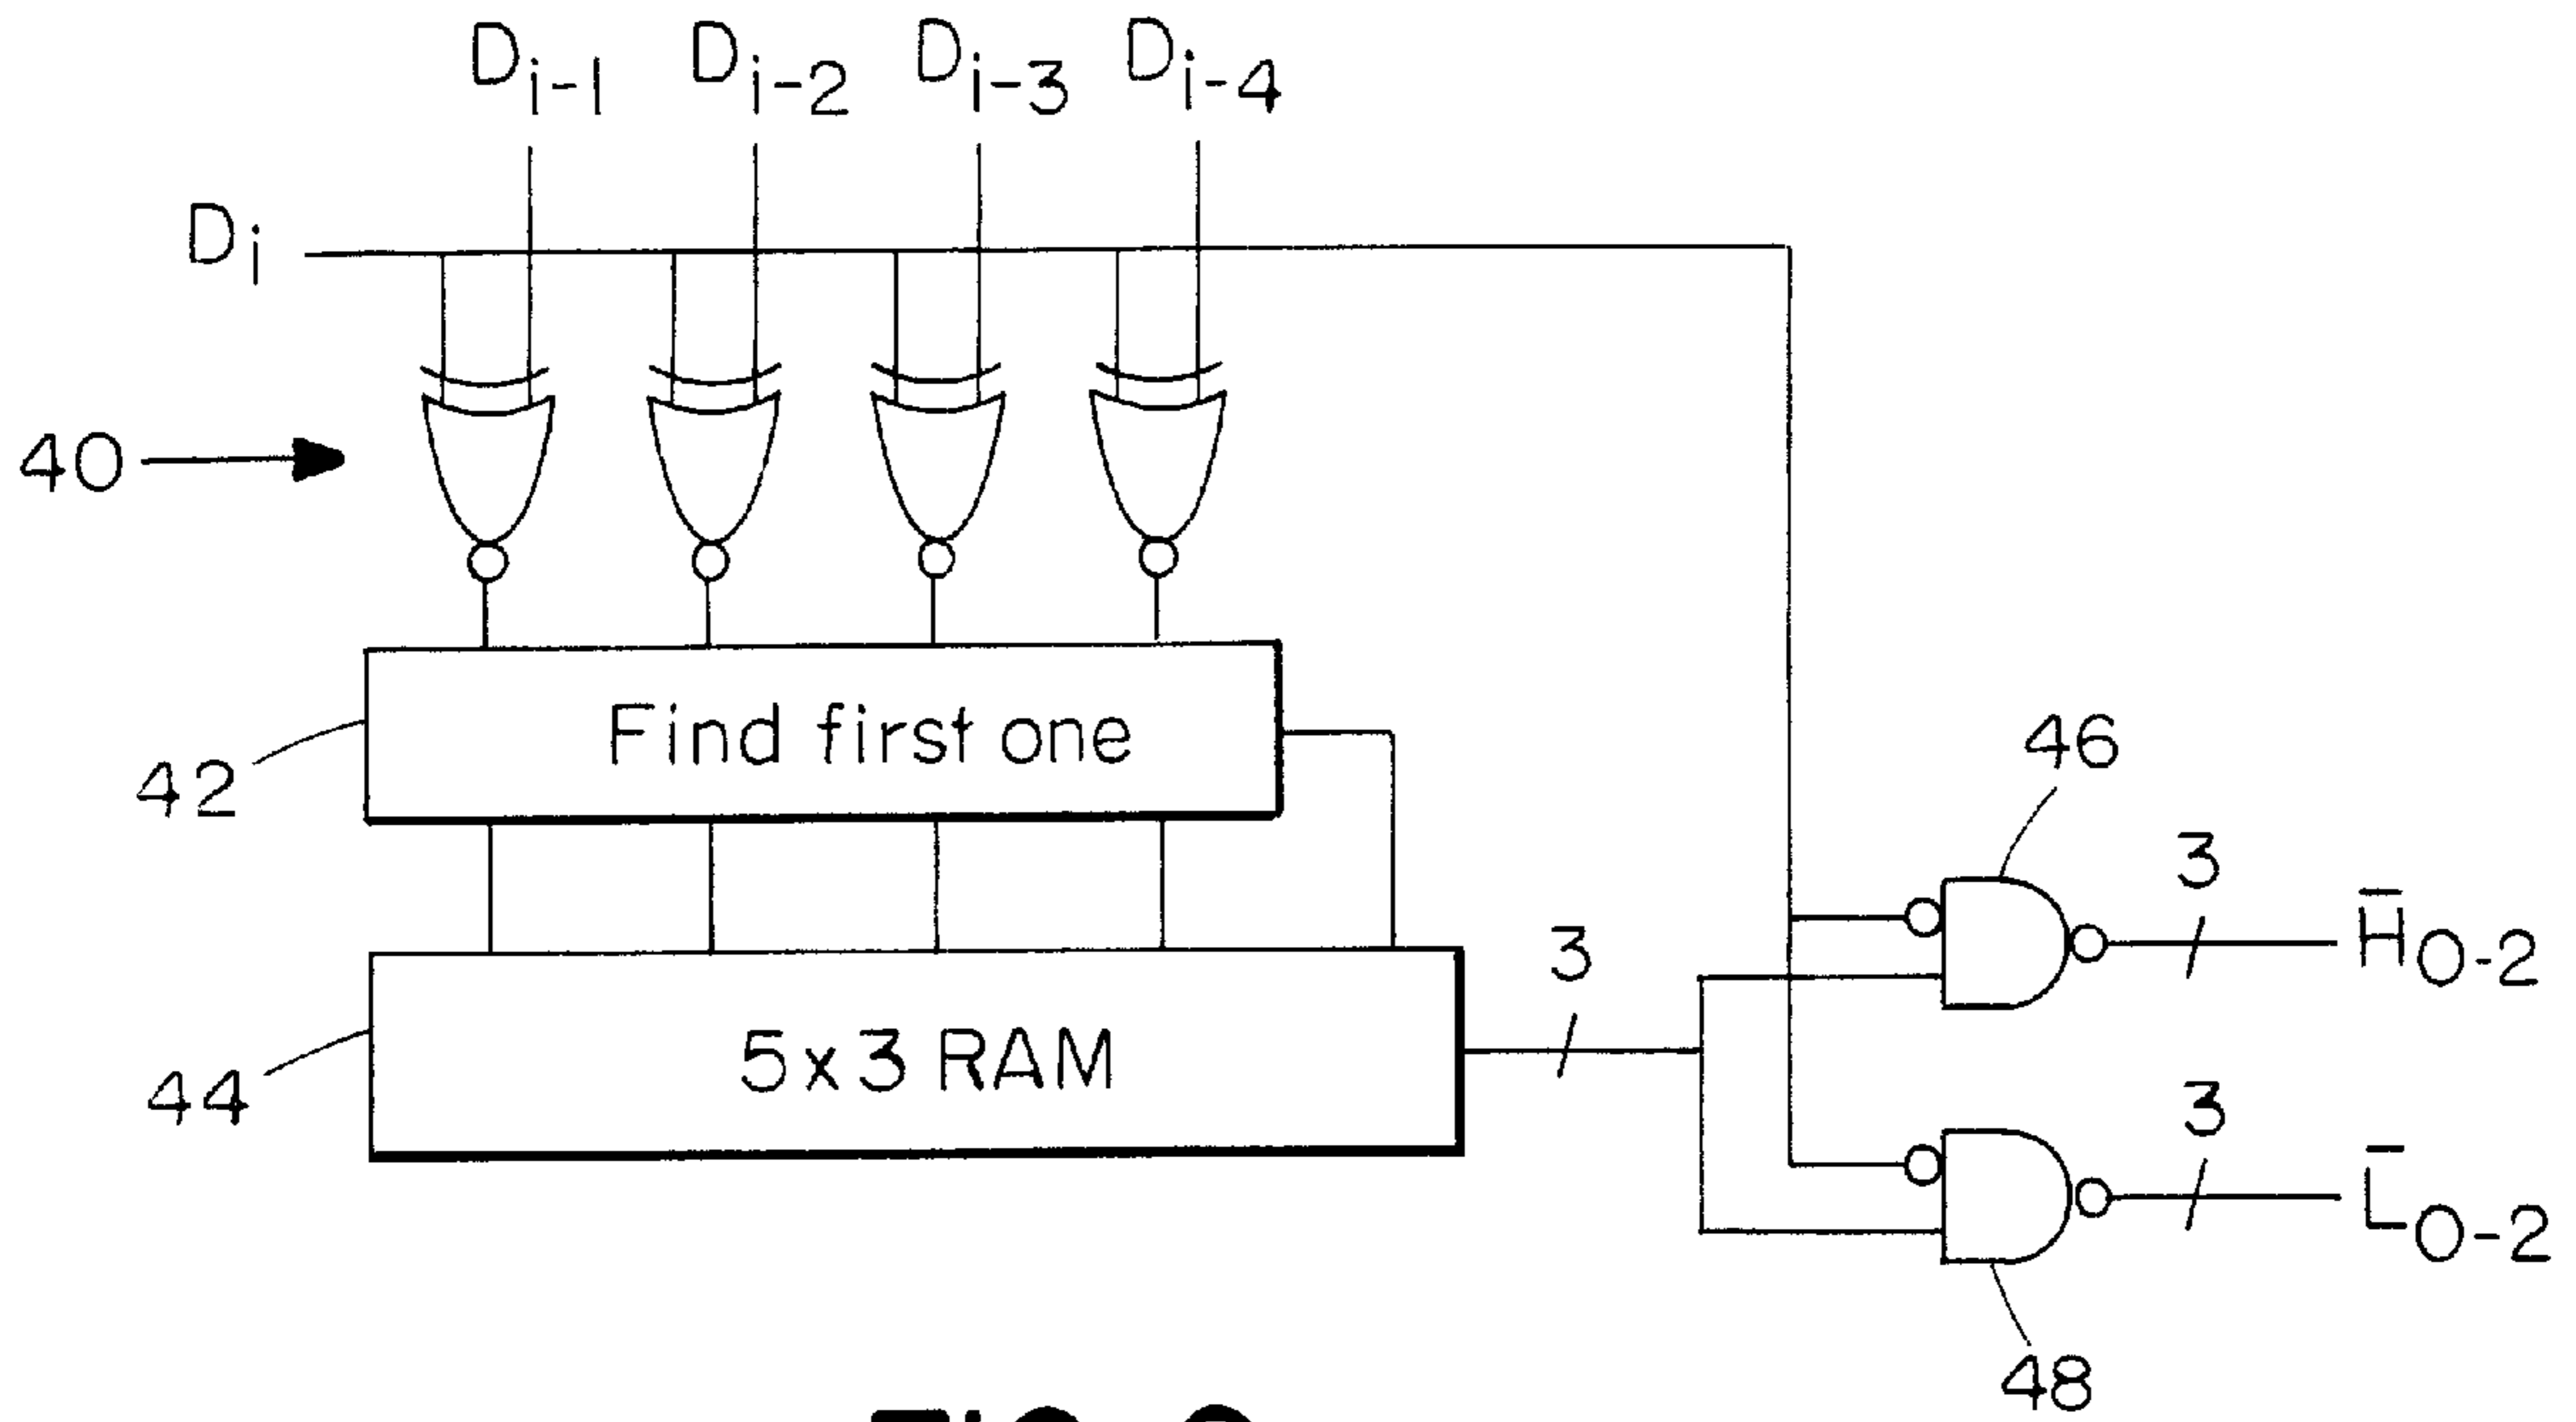 Di-1 Di-2 Di-3 Di-4
Di
40
Find first one
42
46
3
H̄0-2
3
5x3 RAM
44
3
L̄0-2
48